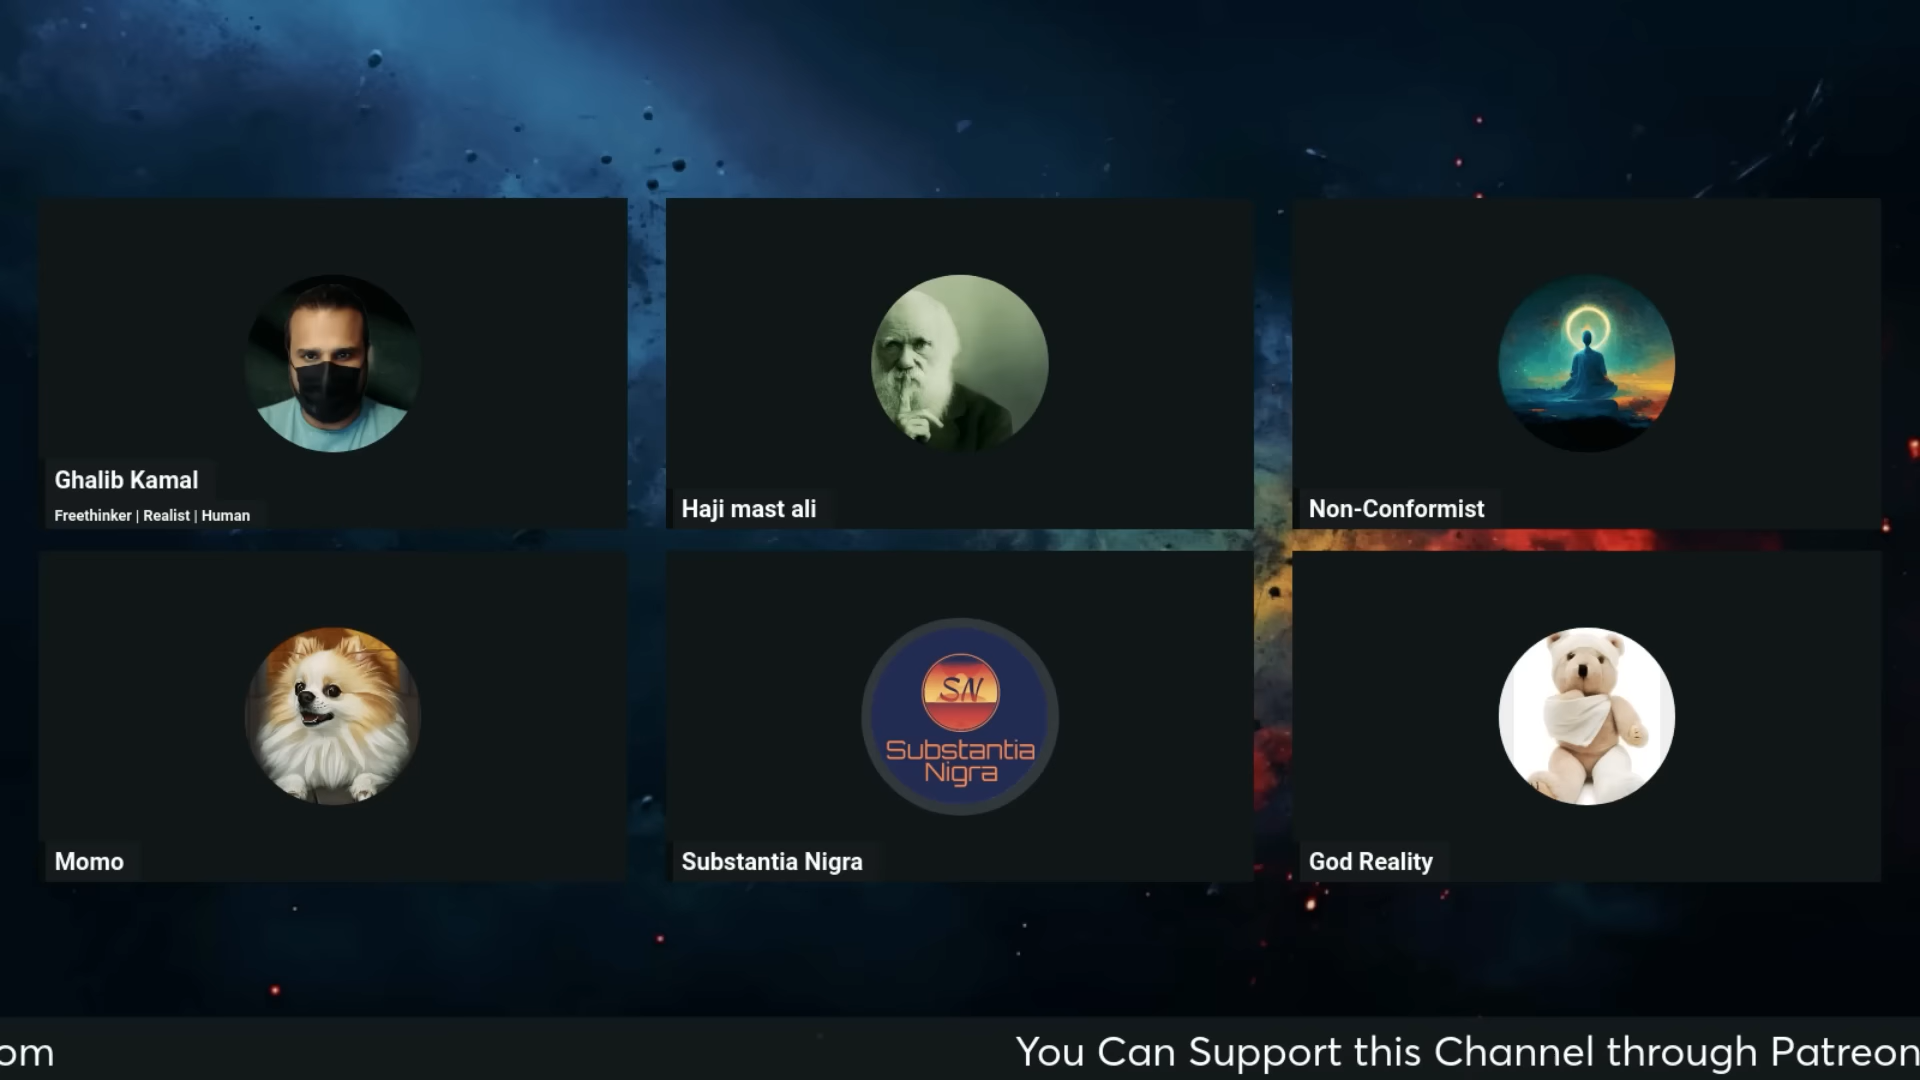 Ghalib Kamal
Freethinker | Realist | Human
Haji mast ali
Non-Conformist
Momo
SN
Substantia
Nigra
Substantia Nigra
God Reality
om
You Can Support this Channel through Patreon